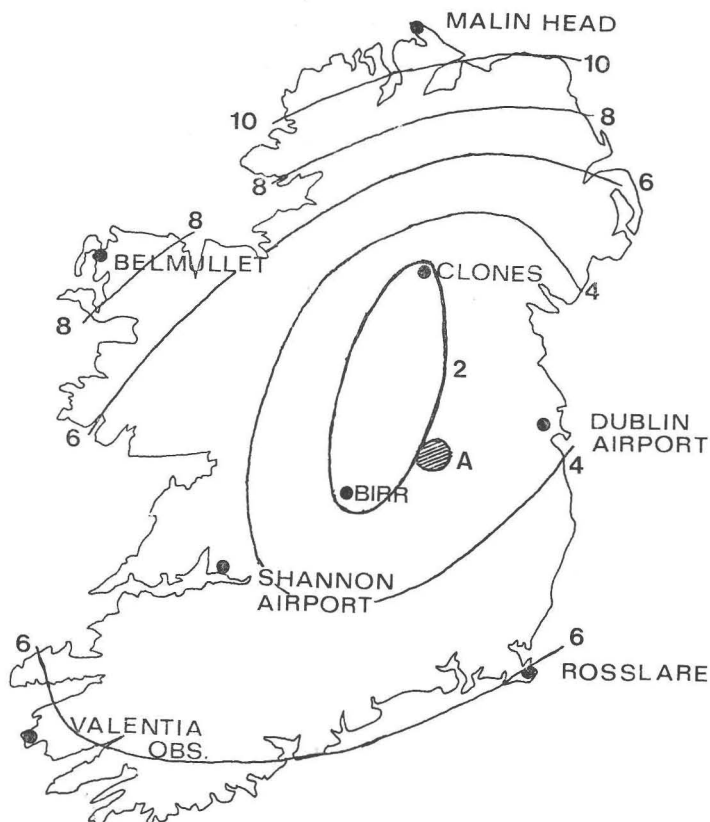 MALIN HEAD
10
10
8
8
6
8
BELMULLET
CLONES
4
8
2
6
DUBLIN
AIRPORT
A
4
BIRR
SHANNON
AIRPORT
6
6
ROSSLARE
VALENTIA
OBS.